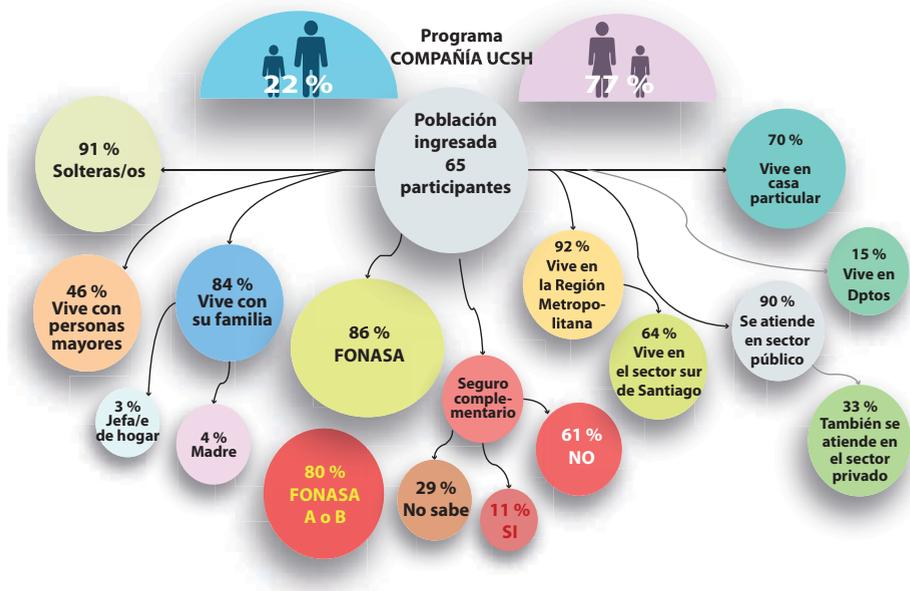 Programa
COMPAÑÍA UCSH
22 %
77 %
Población
ingresada
65
participantes
91 %
Solteras/os
70 %
Vive en
casa
particular
46 %
Vive con
personas
mayores
84 %
Vive con
su familia
86 %
FONASA
92 %
Vive en
la Región
Metropo-
litana
15 %
Vive en
Dptos
90 %
Se atiende
en sector
público
64 %
Vive en
el sector sur
de Santiago
3 %
Jefa/e
de hogar
4 %
Madre
Seguro
comple-
mentario
33 %
También se
atiende en
el sector
privado
80 %
FONASA
A o B
29 %
No sabe
11 %
SI
61 %
NO